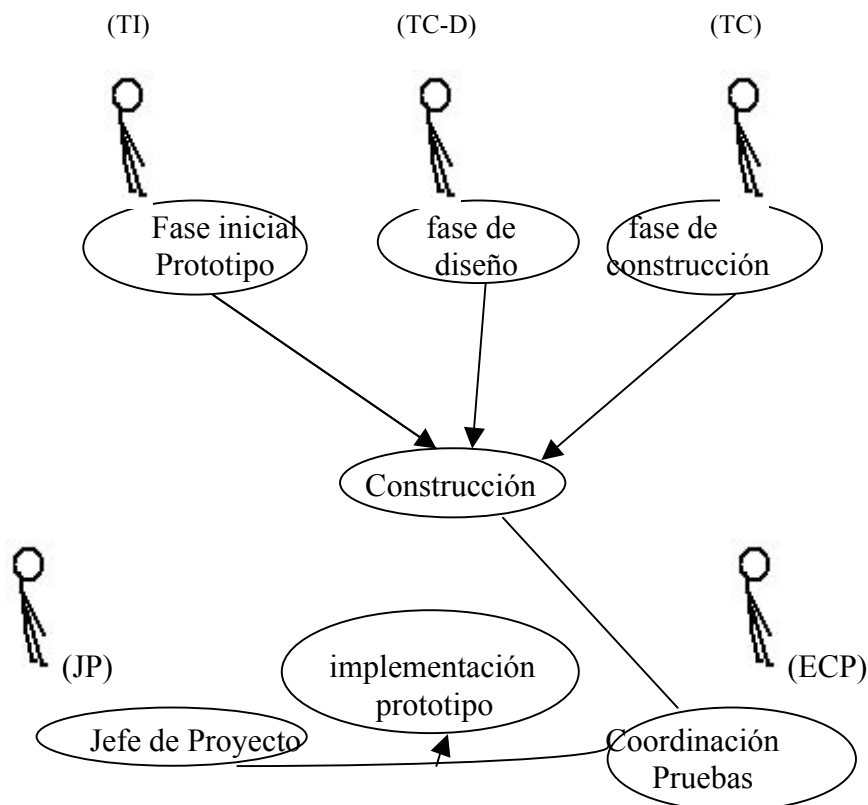 (TI)
(TC-D)
(TC)
Fase inicial
Prototipo
fase de
diseño
fase de
construcción
Construcción
(JP)
implementación
prototipo
(ECP)
Jefe de Proyecto
Coordinación
Pruebas